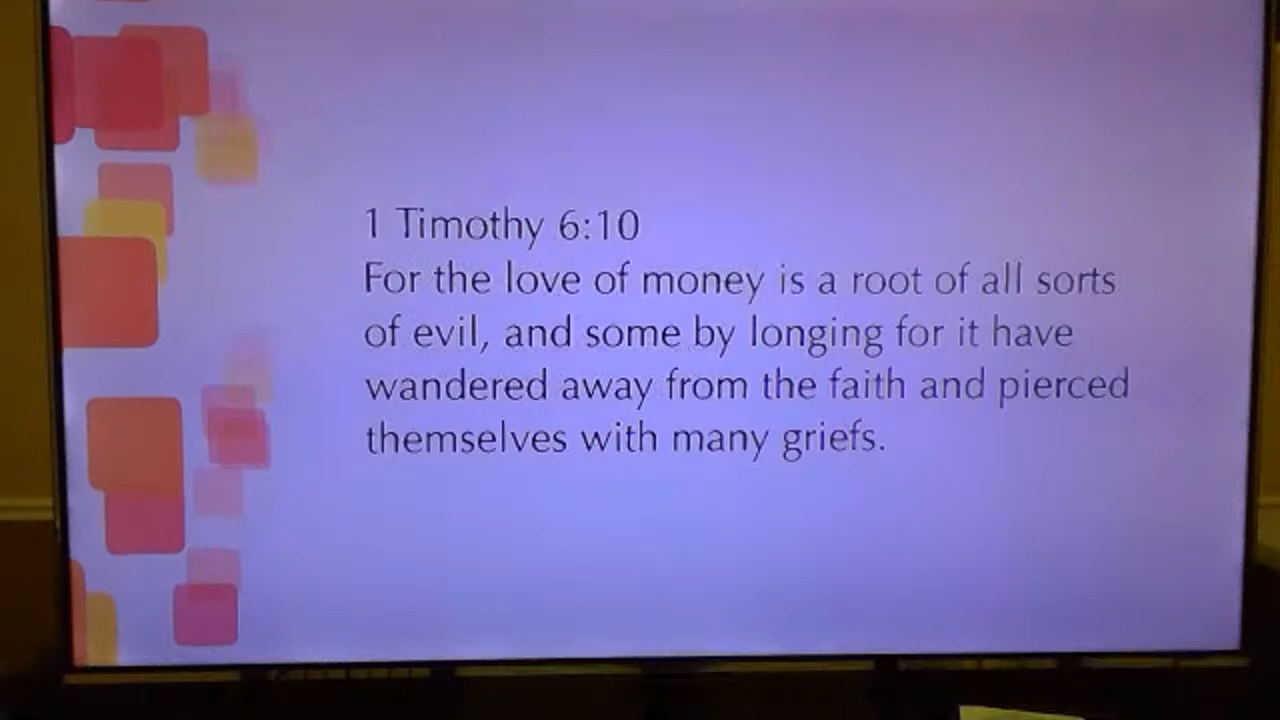 1 Timothy 6:10
For the love of money is a root of all sorts
of evil, and some by longing for it have
wandered away from the faith and pierced
themselves with many griefs.